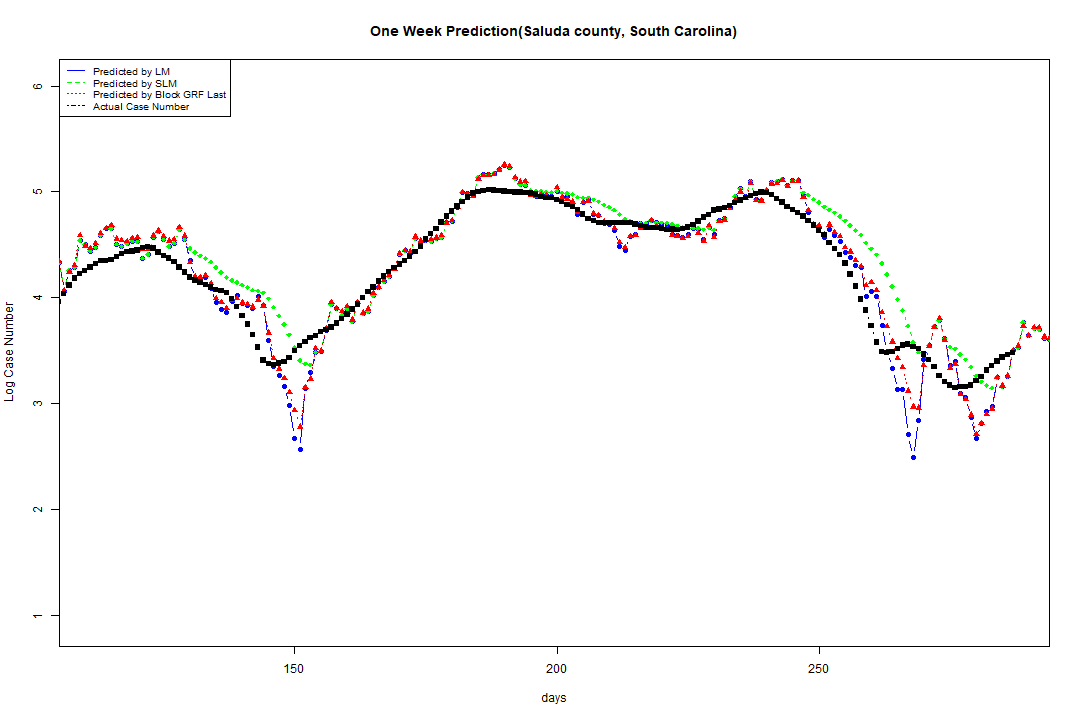 One Week Prediction(Saluda county, South Carolina)
Predicted by LM
Predicted by SLM
Predicted by Block GRF Last
Actual Case Number
6
5
4
3
2
1
Log Case Number
150
200
250
days